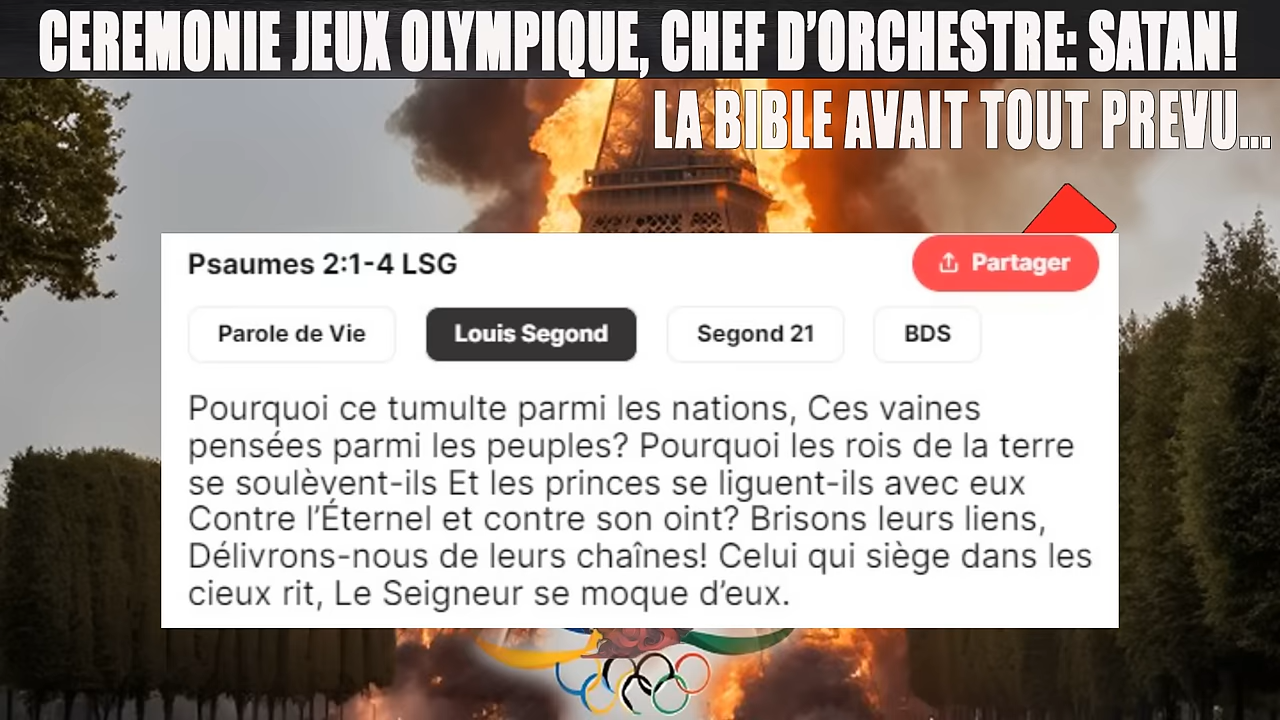 CEREMONIE JEUX OLYMPIQUE, CHEF D'ORCHESTRE: SATAN!
LA BIBLE AVAIT TOUT PREVU...
Psaumes 2:1-4 LSG
Partager
Parole de Vie
Louis Segond
Segond 21
BDS
Pourquoi ce tumulte parmi les nations, Ces vaines
pensées parmi les peuples? Pourquoi les rois de la terre
se soulèvent-ils Et les princes se liguent-ils avec eux
Contre l'Éternel et contre son oint? Brisons leurs liens,
Délivrons-nous de leurs chaînes! Celui qui siège dans les
cieux rit, Le Seigneur se moque d'eux.